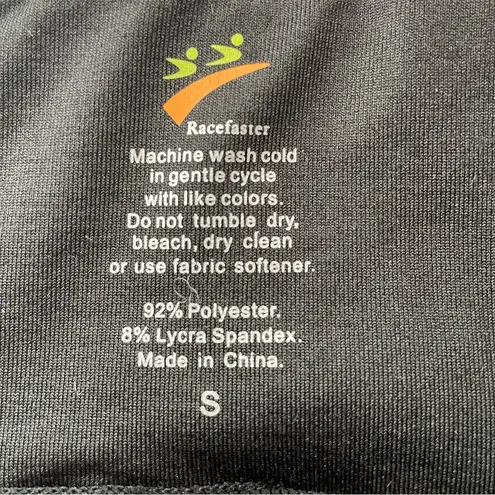 Racefaster
Machine wash cold
in gentle cycle
with like colors.
Do not tumble dry,
bleach, dry clean
or use fabric softener.
92% Polyester.
8% Lycra Spandex.
Made in China.
S